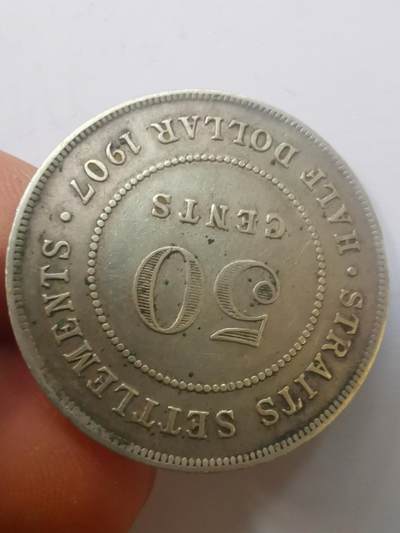 STRAITS SETTLEMENTS · HALF DOLLAR 1907 ·
50
CENTS